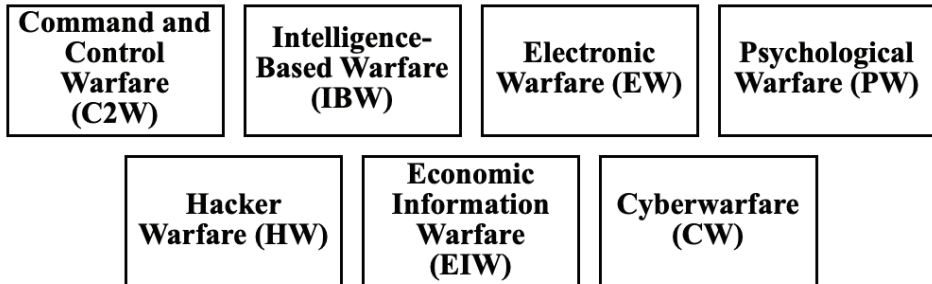 Command and
Control
Warfare
(C2W)
Intelligence-
Based Warfare
(IBW)
Electronic
Warfare (EW)
Psychological
Warfare (PW)
Hacker
Warfare (HW)
Economic
Information
Warfare
(EIW)
Cyberwarfare
(CW)